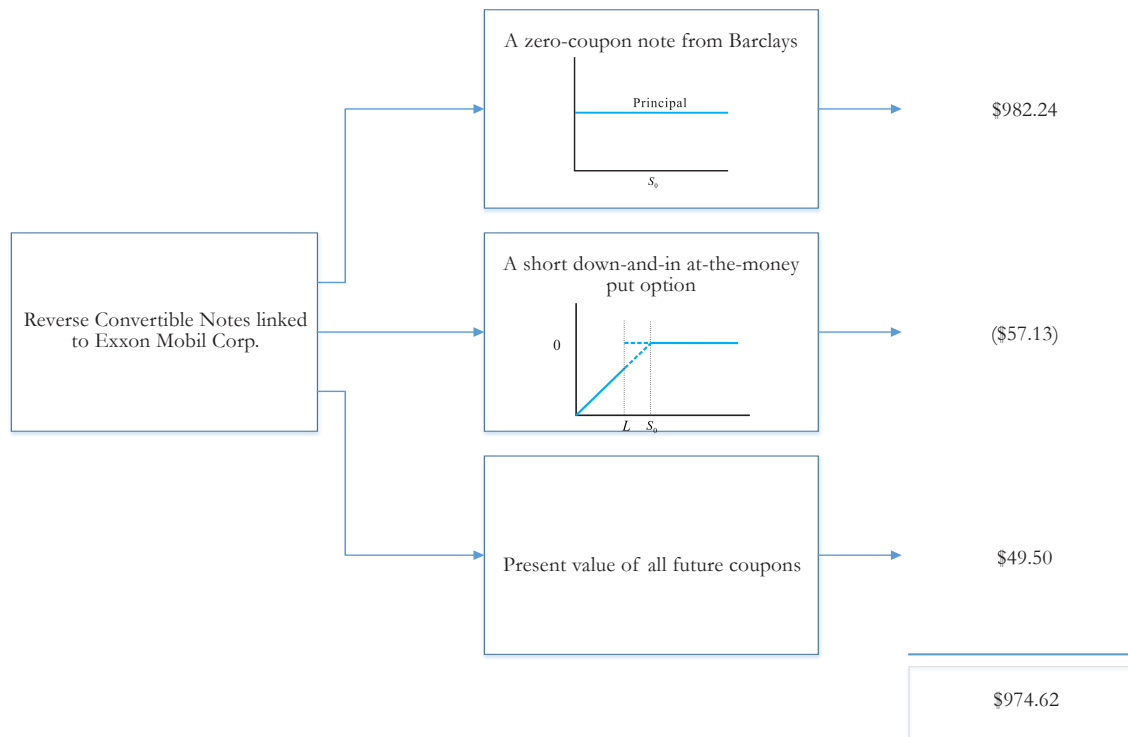 A zero-coupon note from Barclays
Principal
S₀
$982.24
Reverse Convertible Notes linked
to Exxon Mobil Corp.
A short down-and-in at-the-money
put option
0
L S₀
($57.13)
Present value of all future coupons
$49.50
$974.62